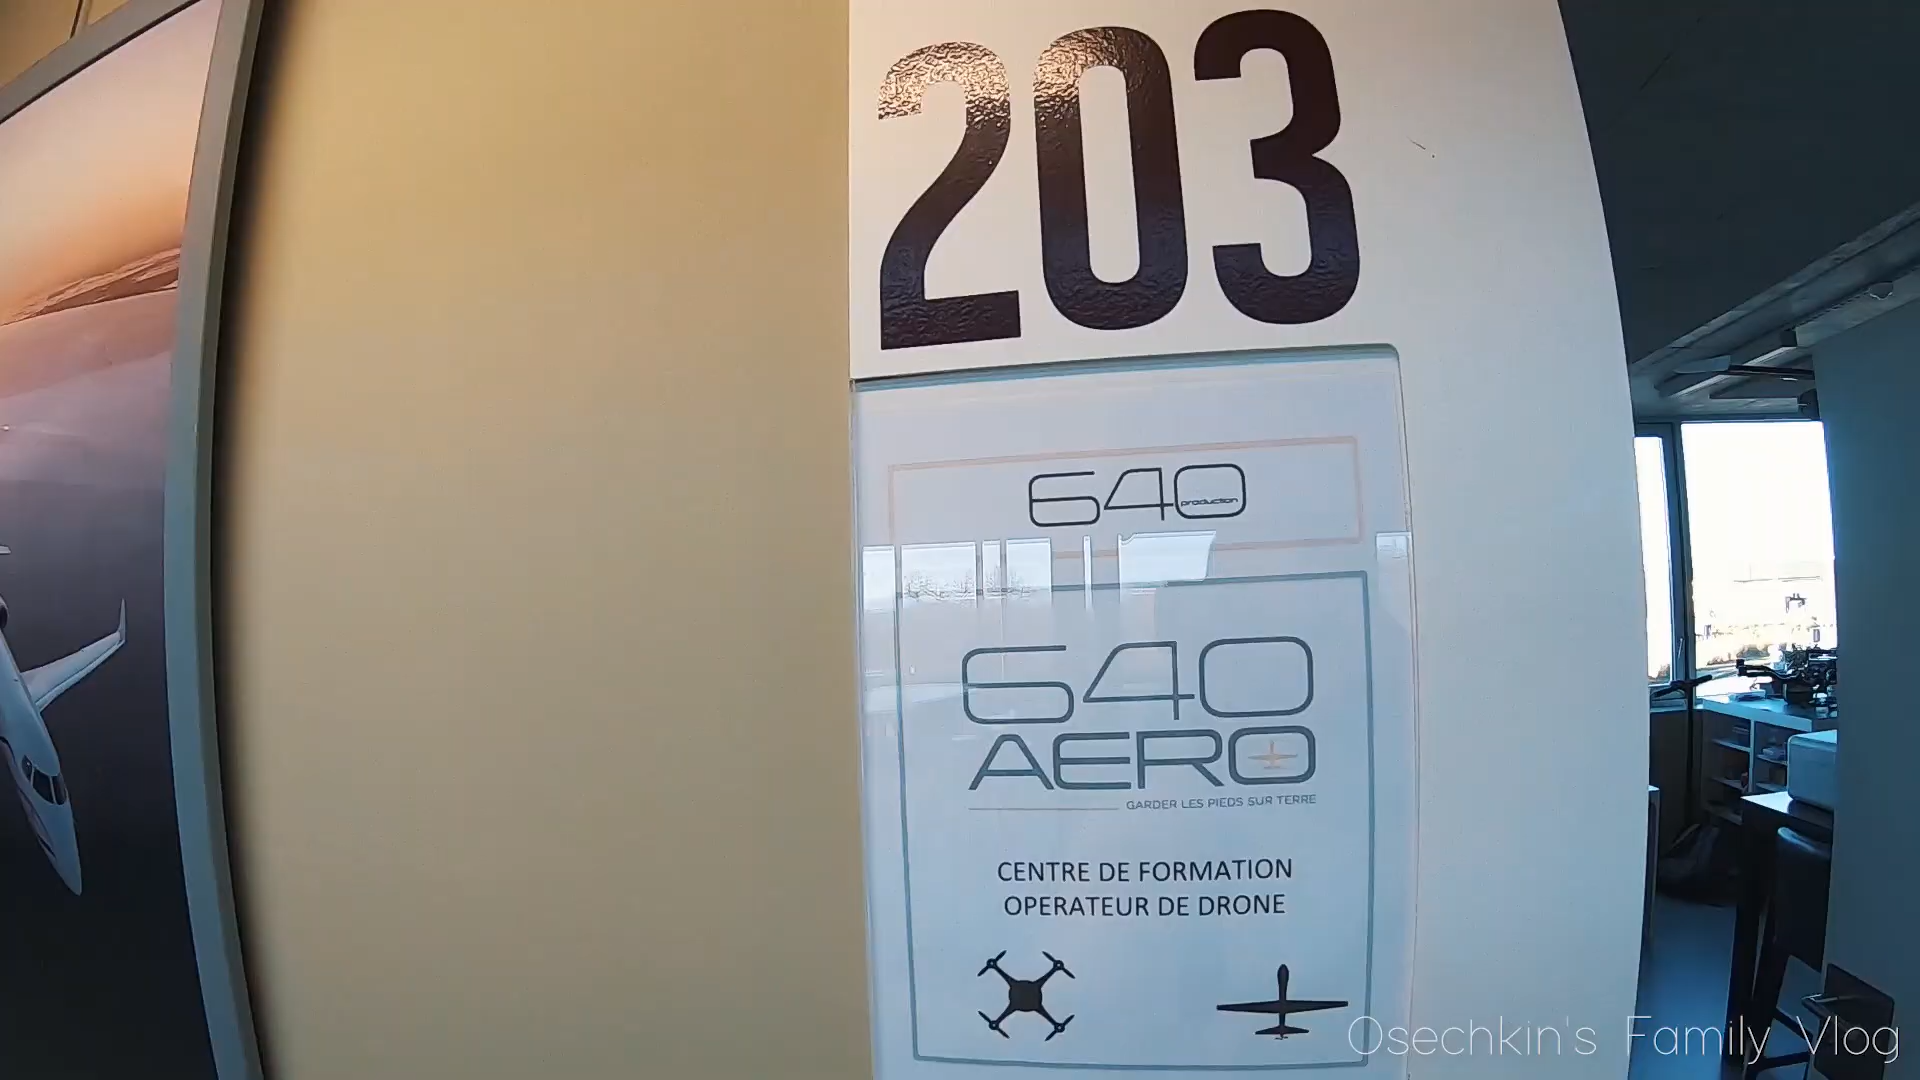 203
640
production
640
AERO
GARDER LES PIEDS SUR TERRE
CENTRE DE FORMATION
OPERATEUR DE DRONE
Osechkin's Family Vlog